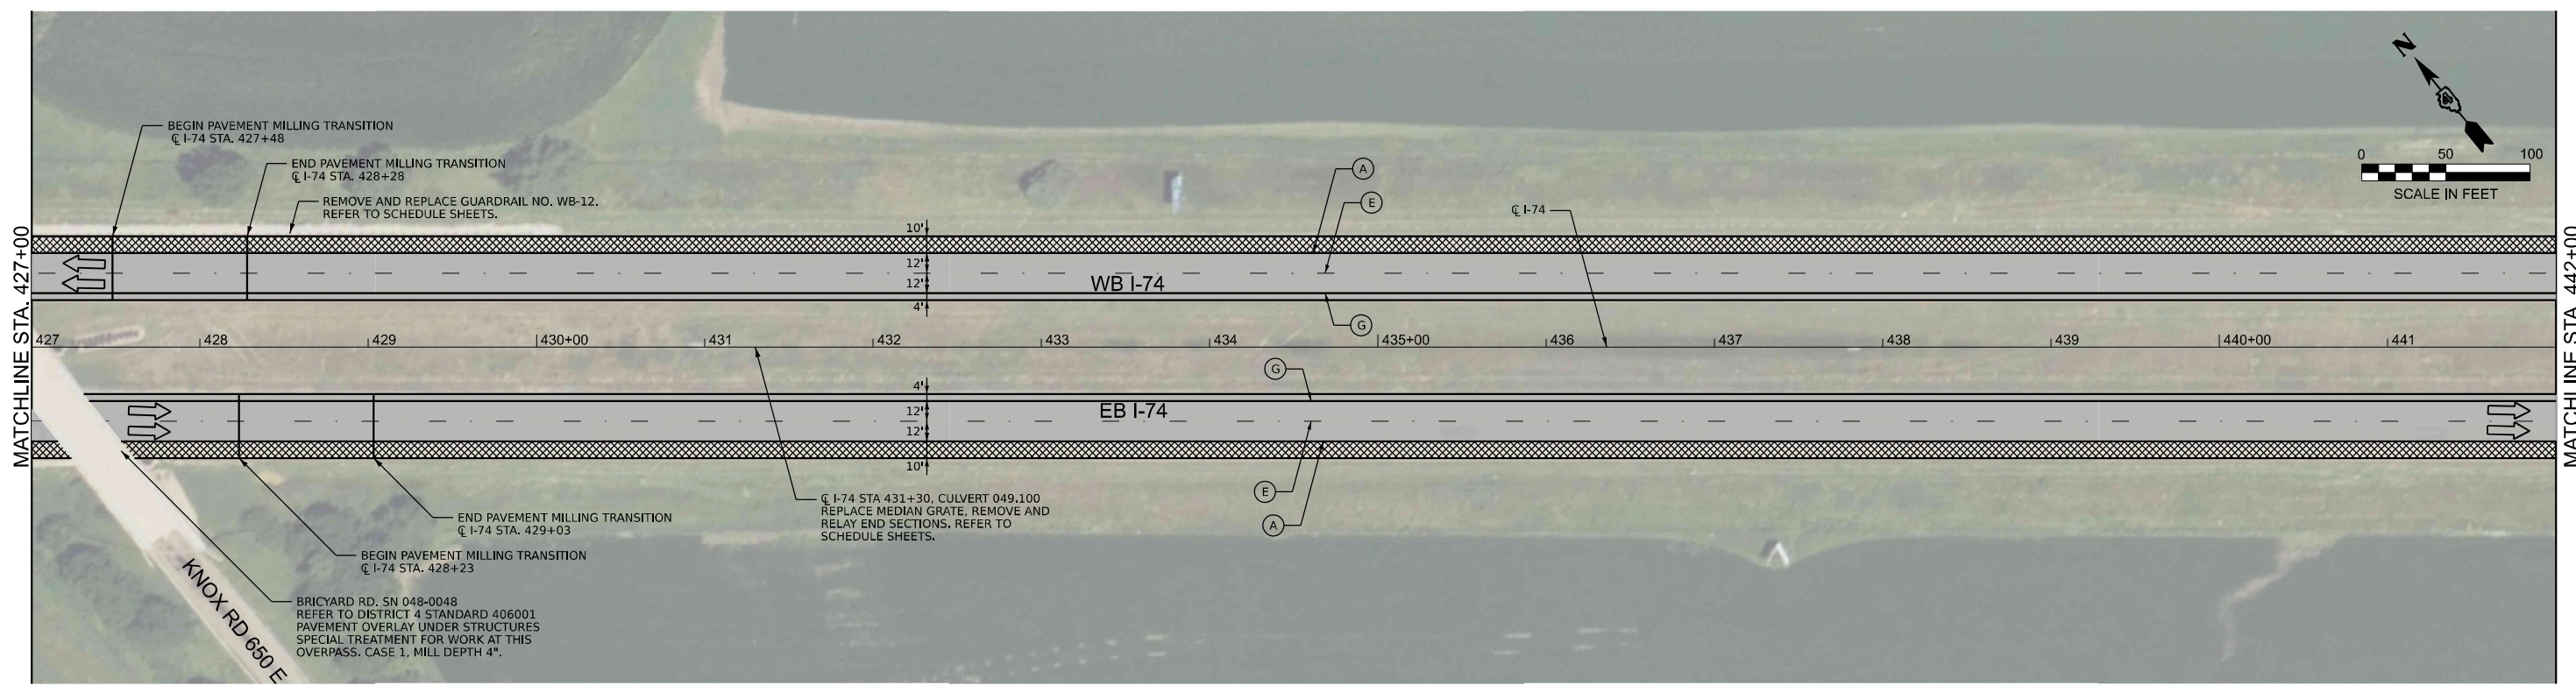 BEGIN PAVEMENT MILLING TRANSITION
℄ I-74 STA. 427+48
END PAVEMENT MILLING TRANSITION
℄ I-74 STA. 428+28
REMOVE AND REPLACE GUARDRAIL NO. WB-12.
REFER TO SCHEDULE SHEETS.
A
E
℄ I-74
N
0 50 100
SCALE IN FEET
MATCHLINE STA. 427+00
MATCHLINE STA. 442+00
10'
12'
12'
4'
WB I-74
G
427 428 429 430+00 431 432 433 434 435+00 436 437 438 439 440+00 441
G
4'
12'
12'
10'
EB I-74
E
A
℄ I-74 STA 431+30, CULVERT 049.100
REPLACE MEDIAN GRATE, REMOVE AND
RELAY END SECTIONS. REFER TO
SCHEDULE SHEETS.
END PAVEMENT MILLING TRANSITION
℄ I-74 STA. 429+03
BEGIN PAVEMENT MILLING TRANSITION
℄ I-74 STA. 428+23
KNOX RD 650 E
BRICYARD RD. SN 048-0048
REFER TO DISTRICT 4 STANDARD 406001
PAVEMENT OVERLAY UNDER STRUCTURES
SPECIAL TREATMENT FOR WORK AT THIS
OVERPASS. CASE 1, MILL DEPTH 4".